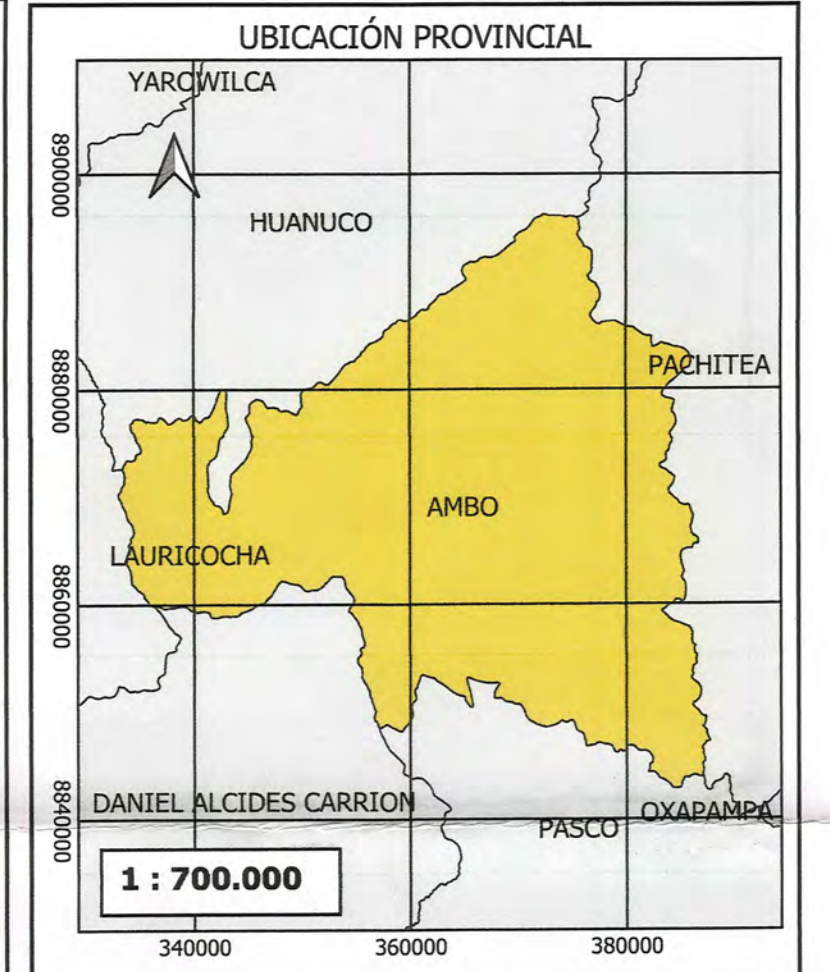 UBICACIÓN PROVINCIAL
YAROWILCA
8900000
HUANUCO
PACHITEA
8880000
AMBO
LAURICOCHA
8860000
DANIEL ALCIDES CARRION
OXAPAMPA
PASCO
8840000
1 : 700.000
340000
360000
380000